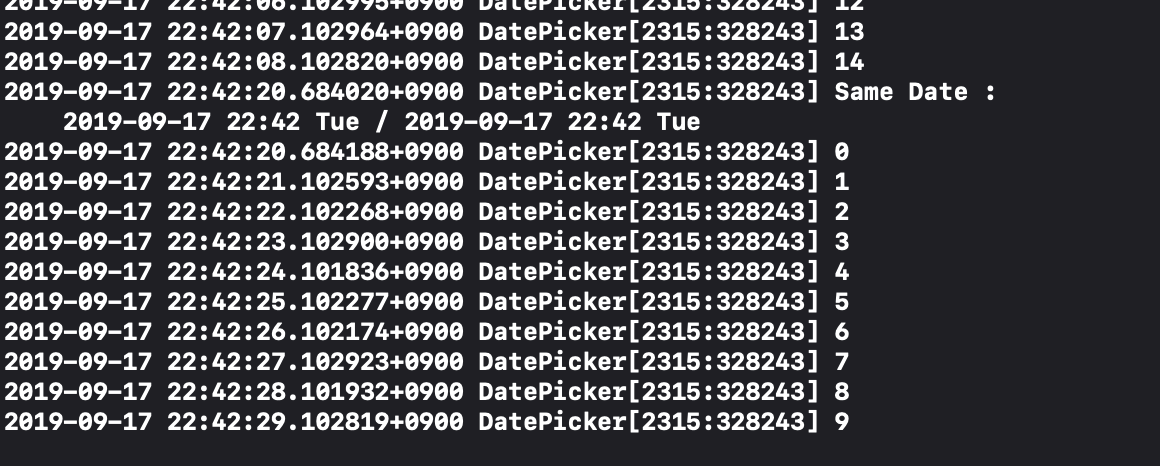 2019-09-17 22:42:06.102995+0900 DatePicker[2315:328243] 12
2019-09-17 22:42:07.102964+0900 DatePicker[2315:328243] 13
2019-09-17 22:42:08.102820+0900 DatePicker[2315:328243] 14
2019-09-17 22:42:20.684020+0900 DatePicker[2315:328243] Same Date :
2019-09-17 22:42 Tue / 2019-09-17 22:42 Tue
2019-09-17 22:42:20.684188+0900 DatePicker[2315:328243] 0
2019-09-17 22:42:21.102593+0900 DatePicker[2315:328243] 1
2019-09-17 22:42:22.102268+0900 DatePicker[2315:328243] 2
2019-09-17 22:42:23.102900+0900 DatePicker[2315:328243] 3
2019-09-17 22:42:24.101836+0900 DatePicker[2315:328243] 4
2019-09-17 22:42:25.102277+0900 DatePicker[2315:328243] 5
2019-09-17 22:42:26.102174+0900 DatePicker[2315:328243] 6
2019-09-17 22:42:27.102923+0900 DatePicker[2315:328243] 7
2019-09-17 22:42:28.101932+0900 DatePicker[2315:328243] 8
2019-09-17 22:42:29.102819+0900 DatePicker[2315:328243] 9